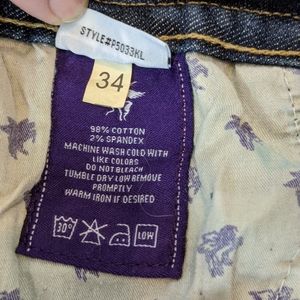 STYLE#P5033KL
34
98% COTTON
2% SPANDEX
MACHINE WASH COLD WITH
LIKE COLORS
DO NOT BLEACH
TUMBLE DRY LOW REMOVE
PROMPTLY
WARM IRON IF DESIRED
30° LOW